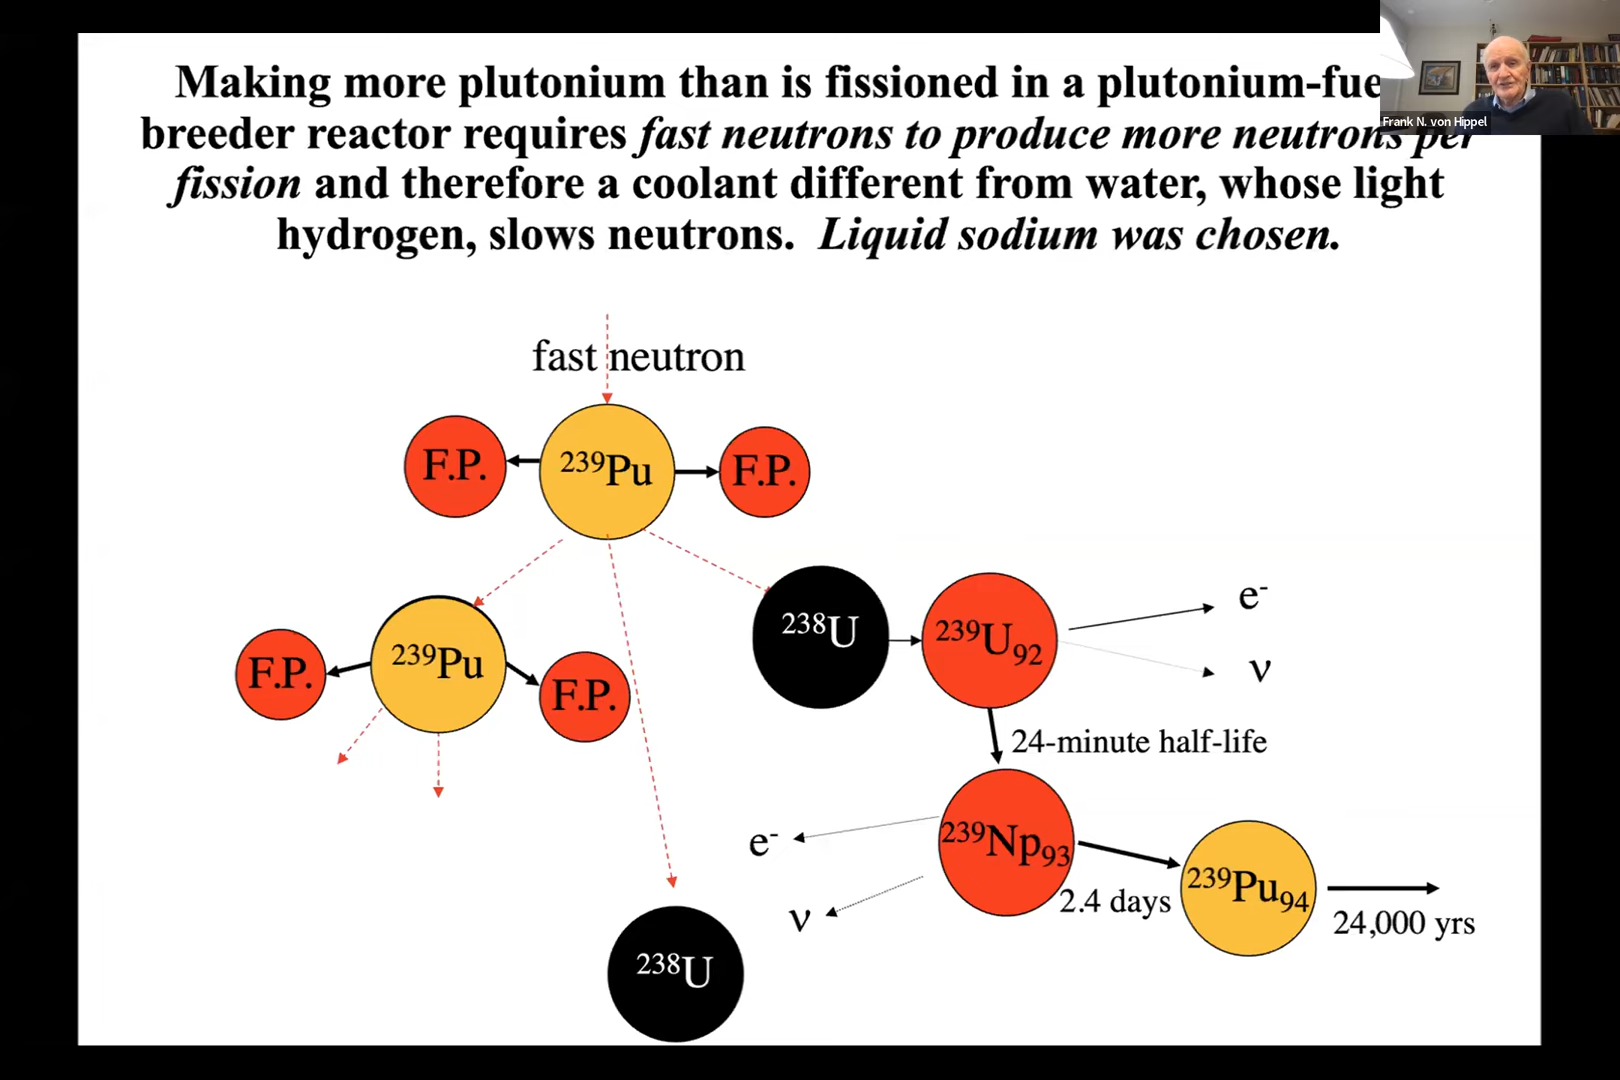 Making more plutonium than is fissioned in a plutonium-fue
breeder reactor requires fast neutrons to produce more neutrons per
fission and therefore a coolant different from water, whose light
hydrogen, slows neutrons. Liquid sodium was chosen.
Frank N. von Hippel
fast neutron
F.P.
²³⁹Pu
F.P.
²³⁸U
²³⁹U₉₂
e⁻
ν
F.P.
²³⁹Pu
F.P.
24-minute half-life
e⁻
ν
²³⁹Np₉₃
2.4 days
²³⁹Pu₉₄
24,000 yrs
²³⁸U